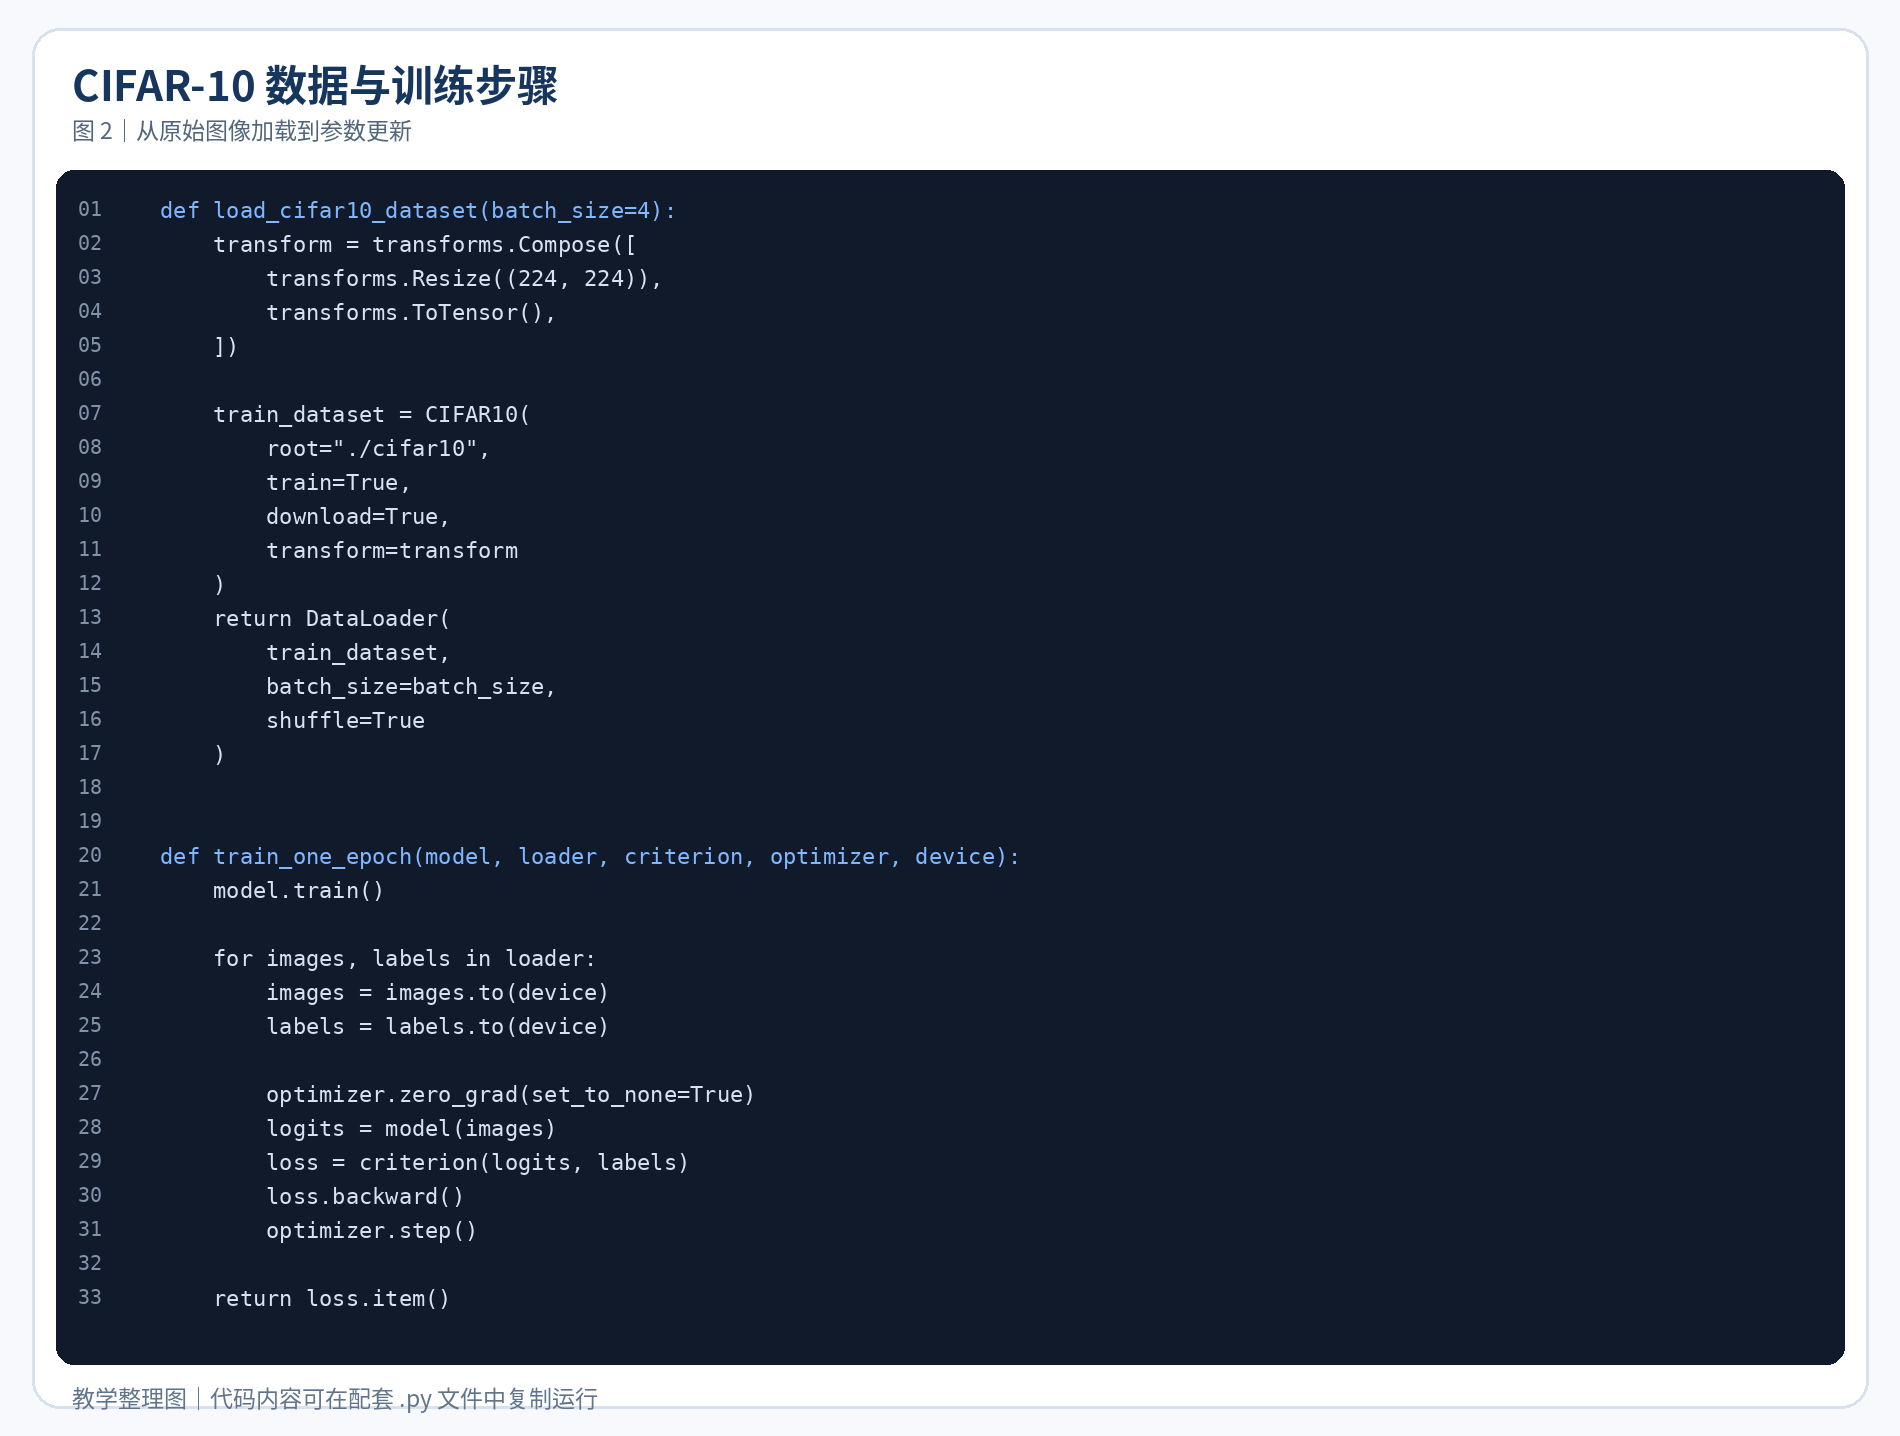 CIFAR-10 数据与训练步骤
图 2｜从原始图像加载到参数更新
01 def load_cifar10_dataset(batch_size=4):
02     transform = transforms.Compose([
03         transforms.Resize((224, 224)),
04         transforms.ToTensor(),
05     ])
06
07     train_dataset = CIFAR10(
08         root="./cifar10",
09         train=True,
10         download=True,
11         transform=transform
12     )
13     return DataLoader(
14         train_dataset,
15         batch_size=batch_size,
16         shuffle=True
17     )
18
19
20 def train_one_epoch(model, loader, criterion, optimizer, device):
21     model.train()
22
23     for images, labels in loader:
24         images = images.to(device)
25         labels = labels.to(device)
26
27         optimizer.zero_grad(set_to_none=True)
28         logits = model(images)
29         loss = criterion(logits, labels)
30         loss.backward()
31         optimizer.step()
32
33     return loss.item()
教学整理图｜代码内容可在配套 .py 文件中复制运行